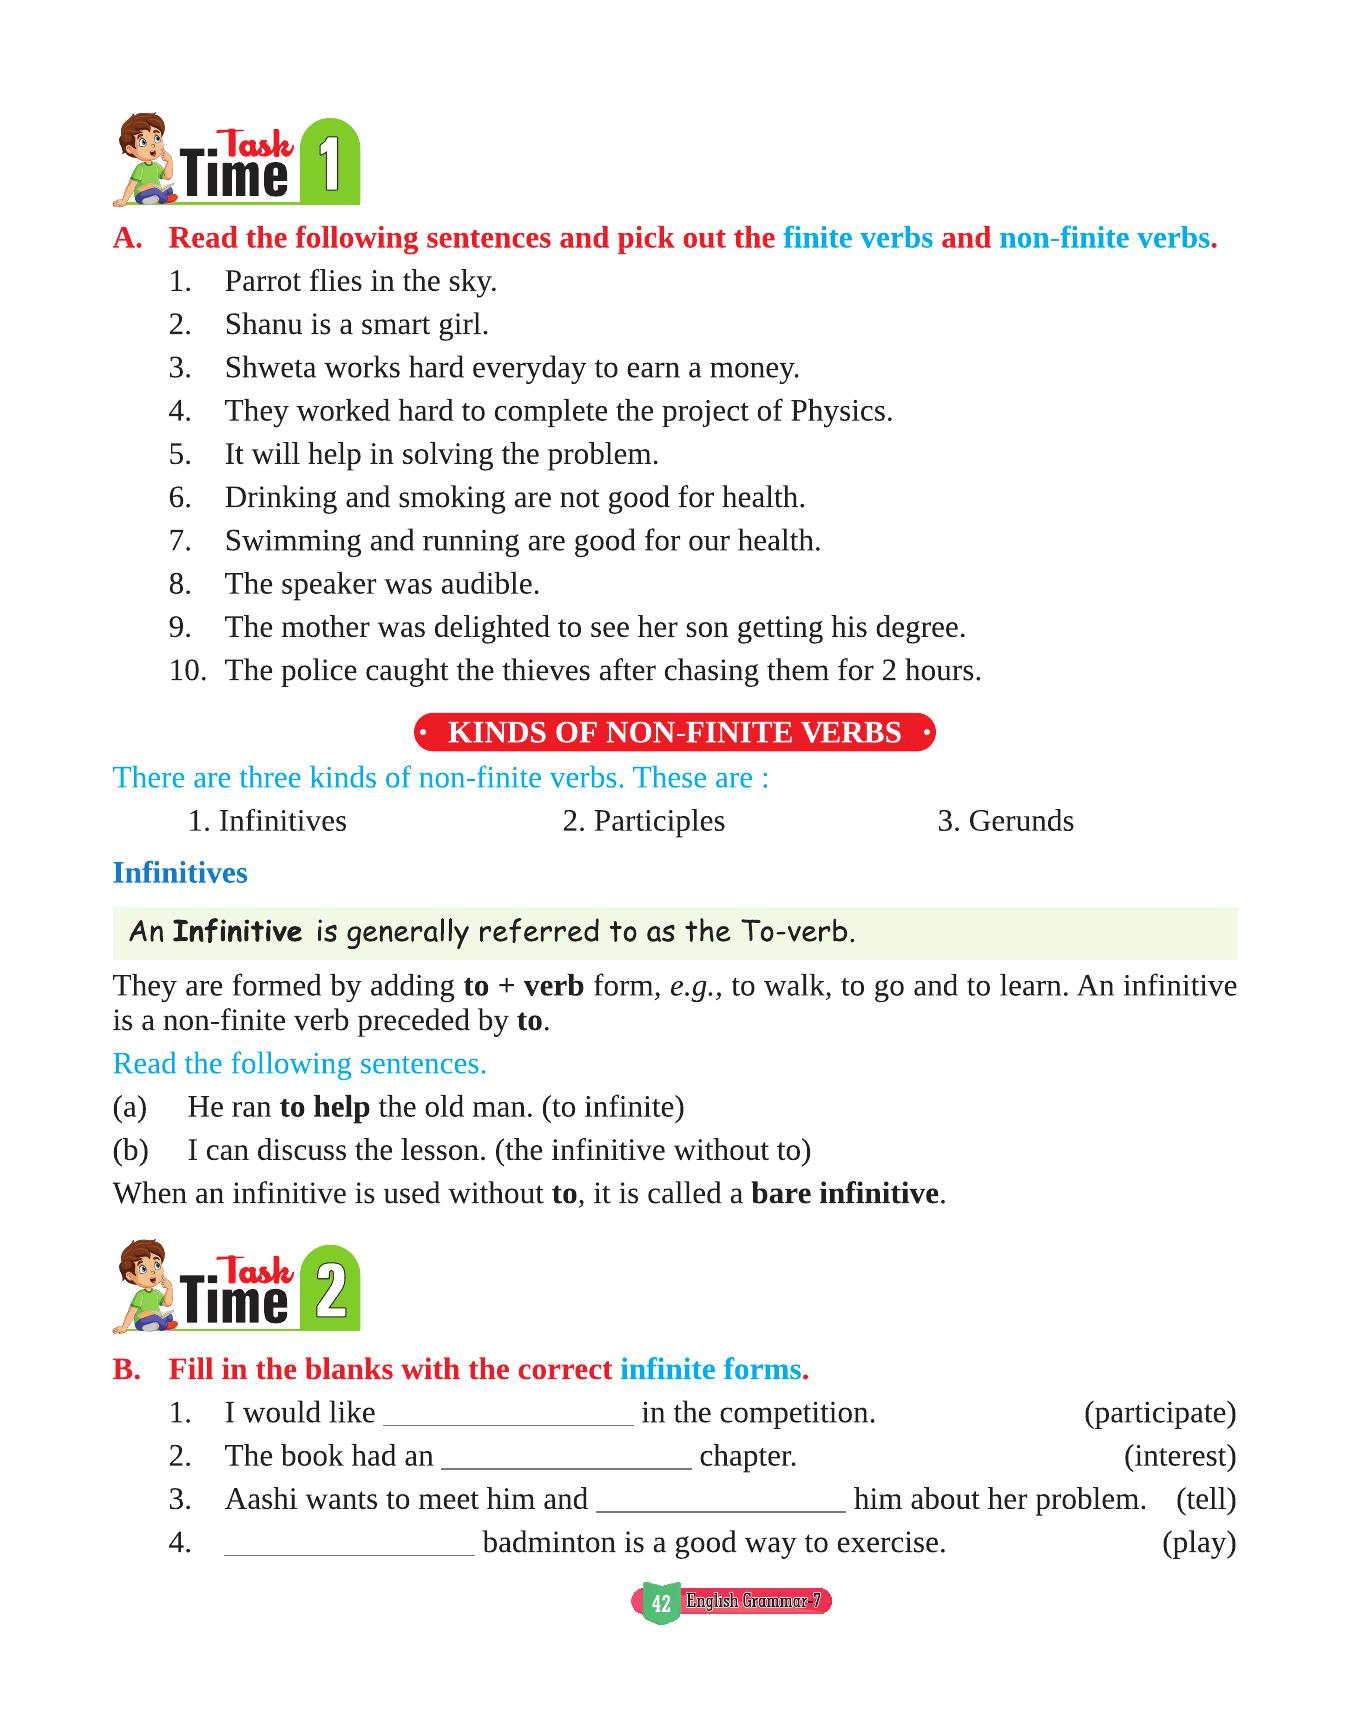 Task
Time 1
A. Read the following sentences and pick out the finite verbs and non-finite verbs.
1. Parrot flies in the sky.
2. Shanu is a smart girl.
3. Shweta works hard everyday to earn a money.
4. They worked hard to complete the project of Physics.
5. It will help in solving the problem.
6. Drinking and smoking are not good for health.
7. Swimming and running are good for our health.
8. The speaker was audible.
9. The mother was delighted to see her son getting his degree.
10. The police caught the thieves after chasing them for 2 hours.
• KINDS OF NON-FINITE VERBS •
There are three kinds of non-finite verbs. These are :
1. Infinitives 2. Participles 3. Gerunds
Infinitives
An Infinitive is generally referred to as the To-verb.
They are formed by adding to + verb form, e.g., to walk, to go and to learn. An infinitive
is a non-finite verb preceded by to.
Read the following sentences.
(a) He ran to help the old man. (to infinite)
(b) I can discuss the lesson. (the infinitive without to)
When an infinitive is used without to, it is called a bare infinitive.
Task
Time 2
B. Fill in the blanks with the correct infinite forms.
1. I would like ________________ in the competition. (participate)
2. The book had an ________________ chapter. (interest)
3. Aashi wants to meet him and ________________ him about her problem. (tell)
4. ________________ badminton is a good way to exercise. (play)
42 English Grammar-7